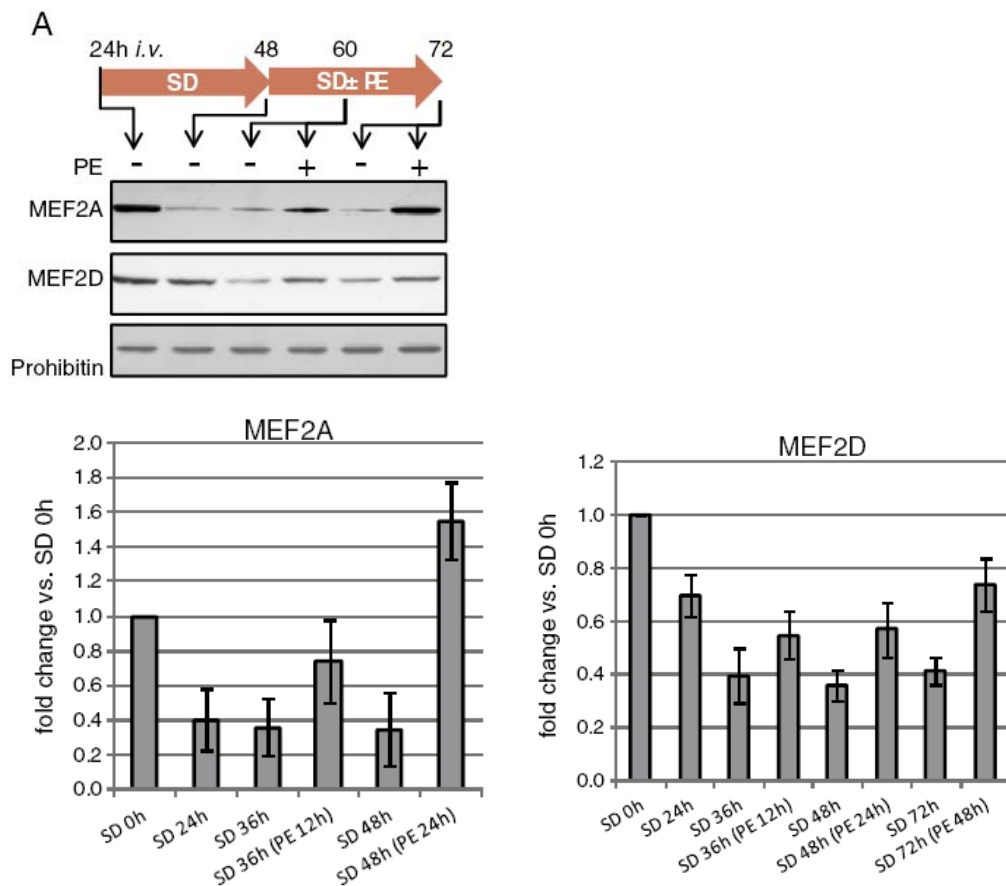 A
24h i.v. 48 60 72
SD SD± PE
PE - - - + - +
MEF2A
MEF2D
Prohibitin
MEF2A
fold change vs. SD 0h
2.0
1.8
1.6
1.4
1.2
1.0
0.8
0.6
0.4
0.2
0.0
SD 0h
SD 24h
SD 36h
SD 36h (PE 12h)
SD 48h
SD 48h (PE 24h)
MEF2D
fold change vs. SD 0h
1.2
1.0
0.8
0.6
0.4
0.2
0.0
SD 0h
SD 24h
SD 36h
SD 36h (PE 12h)
SD 48h
SD 48h (PE 24h)
SD 72h
SD 72h (PE 48h)